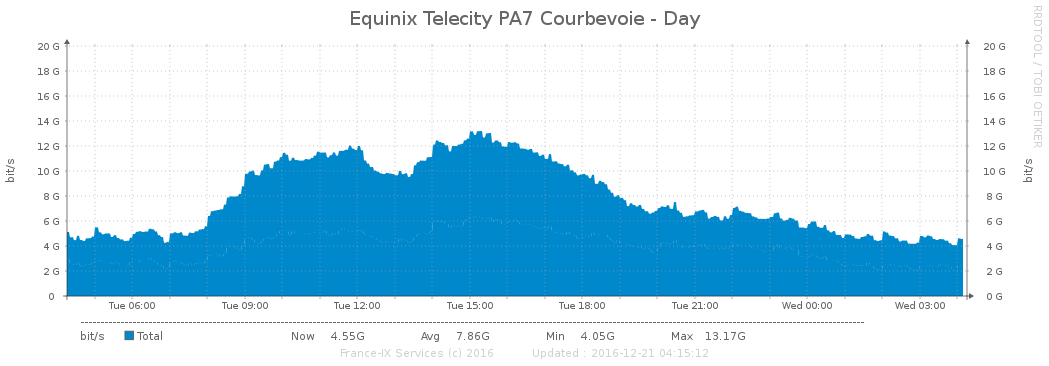 Equinix Telecity PA7 Courbevoie - Day
RRDTOOL / TOBI OETIKER
bit/s
bit/s
20 G 20 G
18 G 18 G
16 G 16 G
14 G 14 G
12 G 12 G
10 G 10 G
8 G 8 G
6 G 6 G
4 G 4 G
2 G 2 G
0 0 G
Tue 06:00 Tue 09:00 Tue 12:00 Tue 15:00 Tue 18:00 Tue 21:00 Wed 00:00 Wed 03:00
bit/s Total Now 4.55G Avg 7.86G Min 4.05G Max 13.17G
France-IX Services (c) 2016 Updated : 2016-12-21 04:15:12